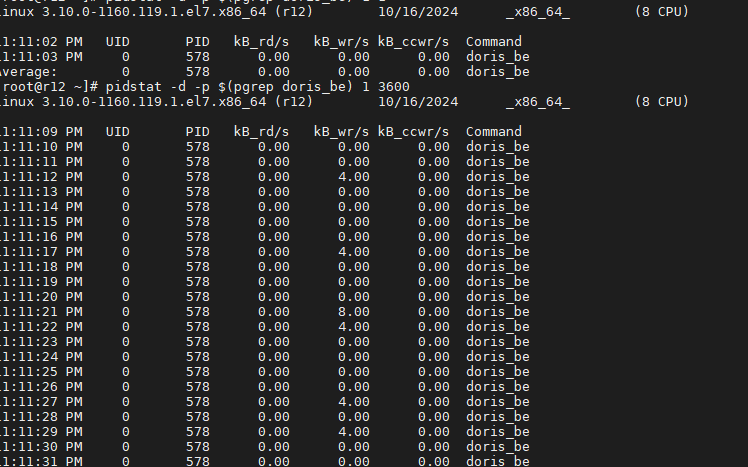 inux 3.10.0-1160.119.1.el7.x86_64 (r12) 10/16/2024 _x86_64_ (8 CPU)
1:11:02 PM UID PID kB_rd/s kB_wr/s kB_ccwr/s Command
1:11:03 PM 0 578 0.00 0.00 0.00 doris_be
Average: 0 578 0.00 0.00 0.00 doris_be
root@r12 ~]# pidstat -d -p $(pgrep doris_be) 1 3600
inux 3.10.0-1160.119.1.el7.x86_64 (r12) 10/16/2024 _x86_64_ (8 CPU)
1:11:09 PM UID PID kB_rd/s kB_wr/s kB_ccwr/s Command
1:11:10 PM 0 578 0.00 0.00 0.00 doris_be
1:11:11 PM 0 578 0.00 0.00 0.00 doris_be
1:11:12 PM 0 578 0.00 4.00 0.00 doris_be
1:11:13 PM 0 578 0.00 0.00 0.00 doris_be
1:11:14 PM 0 578 0.00 0.00 0.00 doris_be
1:11:15 PM 0 578 0.00 0.00 0.00 doris_be
1:11:16 PM 0 578 0.00 0.00 0.00 doris_be
1:11:17 PM 0 578 0.00 4.00 0.00 doris_be
1:11:18 PM 0 578 0.00 0.00 0.00 doris_be
1:11:19 PM 0 578 0.00 0.00 0.00 doris_be
1:11:20 PM 0 578 0.00 0.00 0.00 doris_be
1:11:21 PM 0 578 0.00 8.00 0.00 doris_be
1:11:22 PM 0 578 0.00 4.00 0.00 doris_be
1:11:23 PM 0 578 0.00 0.00 0.00 doris_be
1:11:24 PM 0 578 0.00 0.00 0.00 doris_be
1:11:25 PM 0 578 0.00 0.00 0.00 doris_be
1:11:26 PM 0 578 0.00 0.00 0.00 doris_be
1:11:27 PM 0 578 0.00 4.00 0.00 doris_be
1:11:28 PM 0 578 0.00 0.00 0.00 doris_be
1:11:29 PM 0 578 0.00 4.00 0.00 doris_be
1:11:30 PM 0 578 0.00 0.00 0.00 doris_be
1:11:31 PM 0 578 0.00 0.00 0.00 doris_be